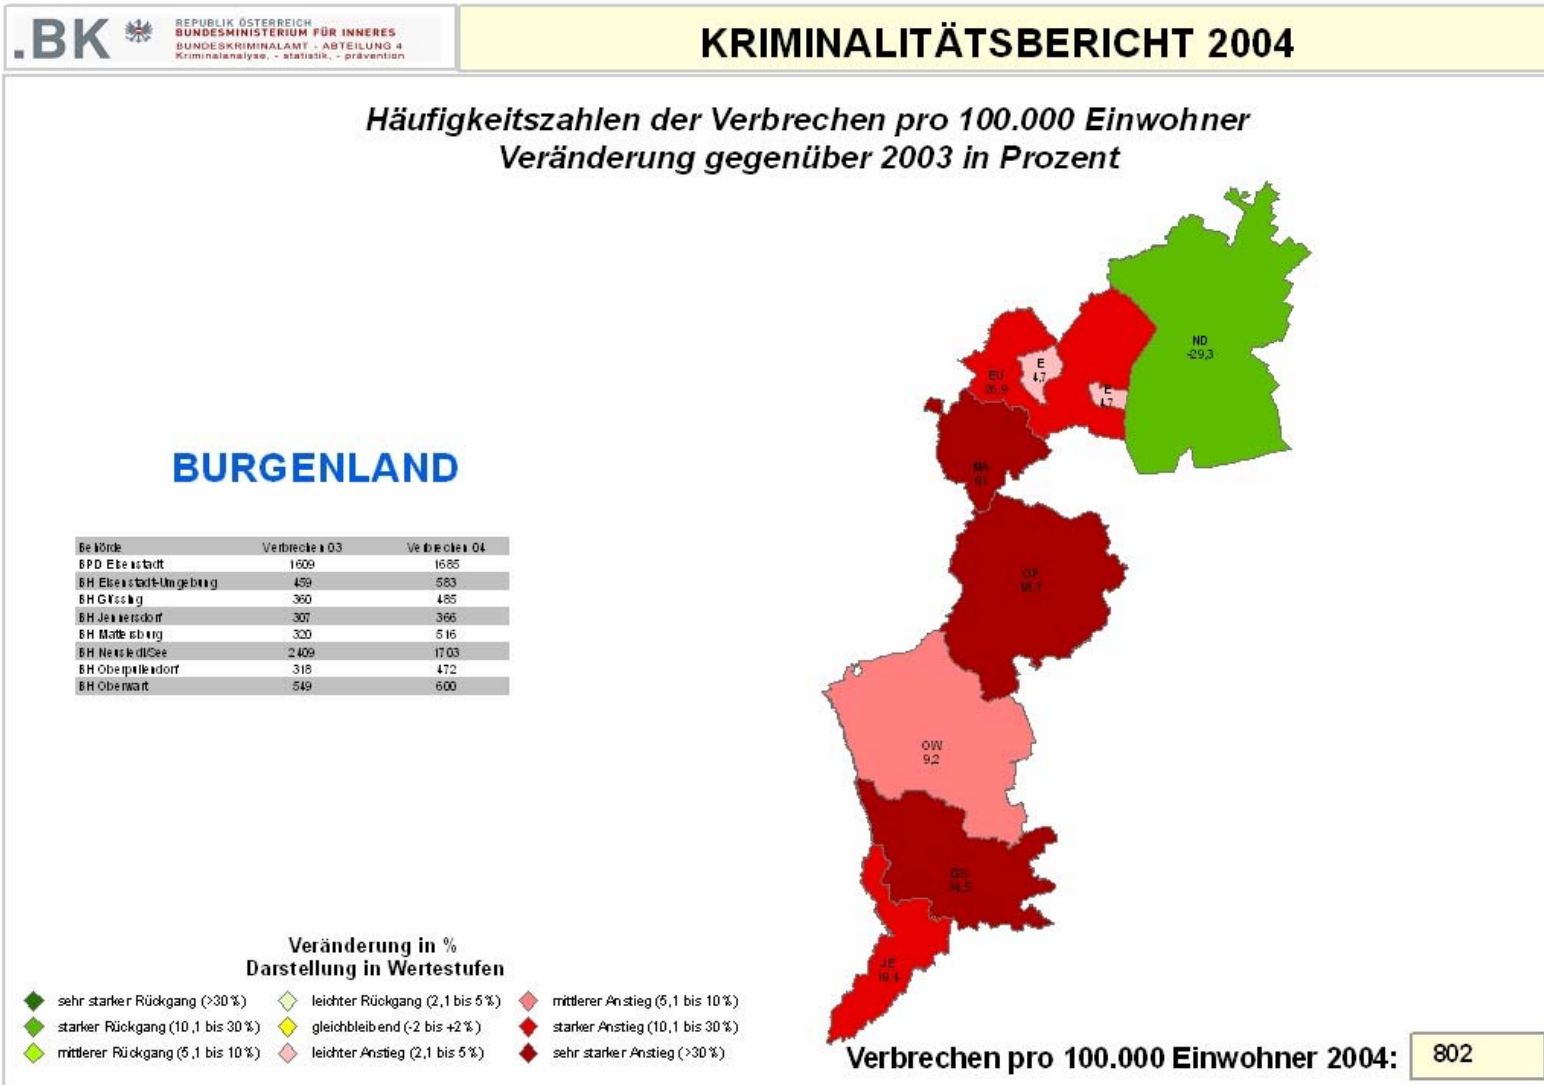 .BK
REPUBLIK ÖSTERREICH
BUNDESMINISTERIUM FÜR INNERES
BUNDESKRIMINALAMT - ABTEILUNG 4
Kriminalanalyse, - statistik, - prävention
KRIMINALITÄTSBERICHT 2004
Häufigkeitszahlen der Verbrechen pro 100.000 Einwohner
Veränderung gegenüber 2003 in Prozent
ND
-29,3
E
4,7
EU
26,9
E
4,7
MA
61
BURGENLAND
Behörde Verbrechen 03 Verbrechen 04
BPD Eisenstadt 1609 1685
BH Eisenstadt-Umgebung 459 583
BH Güssing 360 485
BH Jennersdorf 307 366
BH Mattersburg 320 516
BH Neusiedl/See 2409 1703
BH Oberpullendorf 318 472
BH Oberwart 549 600
OP
OW
9,2
GS
34,5
JE
19,4
Veränderung in %
Darstellung in Wertestufen
sehr starker Rückgang (>30%) leichter Rückgang (2,1 bis 5%) mittlerer Anstieg (5,1 bis 10%)
starker Rückgang (10,1 bis 30%) gleichbleibend (-2 bis +2%) starker Anstieg (10,1 bis 30%)
mittlerer Rückgang (5,1 bis 10%) leichter Anstieg (2,1 bis 5%) sehr starker Anstieg (>30%)
Verbrechen pro 100.000 Einwohner 2004: 802